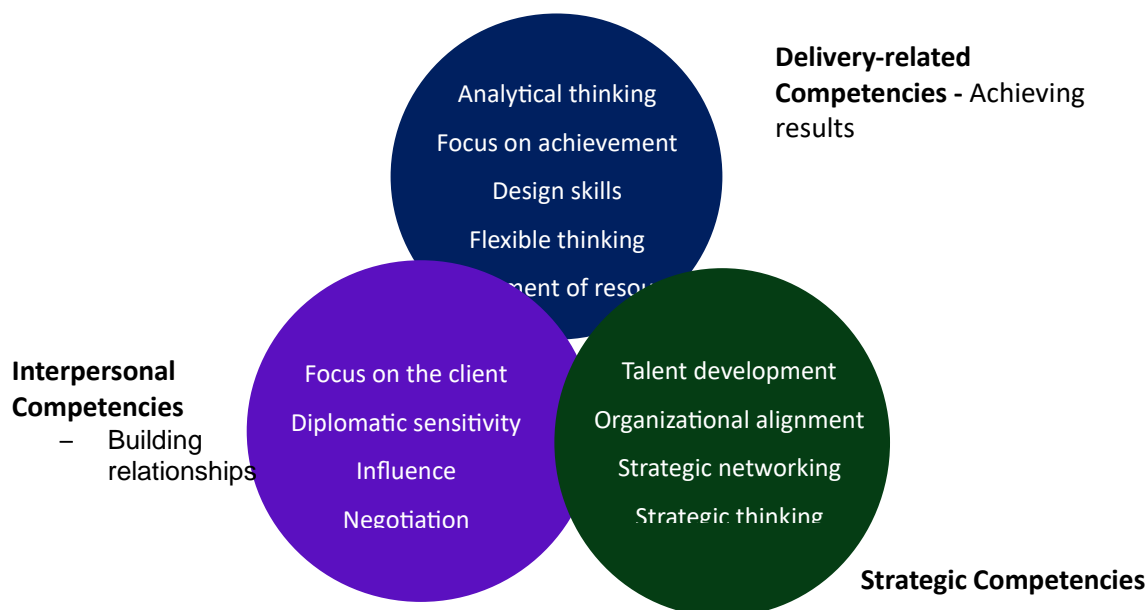 Delivery-related
Competencies - Achieving
results
Analytical thinking
Focus on achievement
Design skills
Flexible thinking
of
Interpersonal
Competencies
– Building
relationships
Focus on the client
Diplomatic sensitivity
Influence
Negotiation
Talent development
Organizational alignment
Strategic networking
Strategic thinking
Strategic Competencies